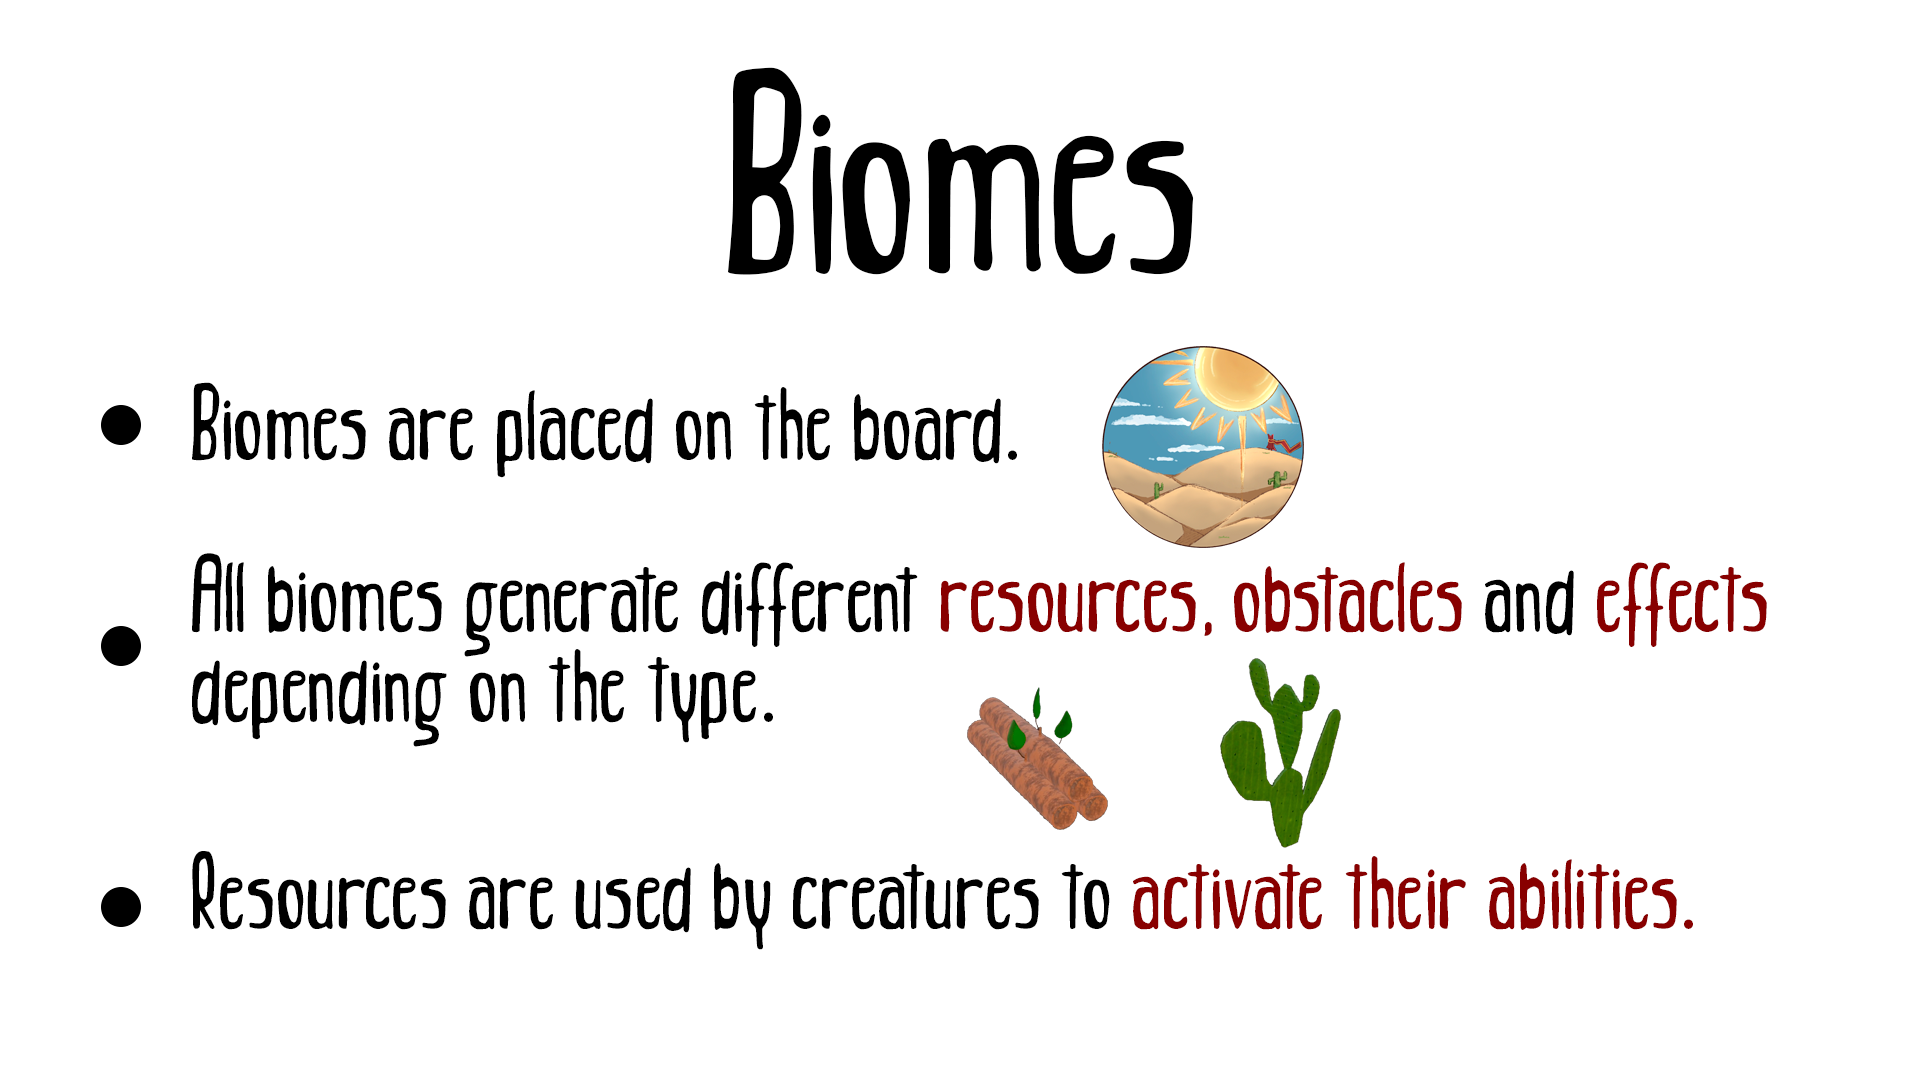 Biomes
Biomes are placed on the board.
All biomes generate different resources, obstacles and effects
depending on the type.
Resources are used by creatures to activate their abilities.